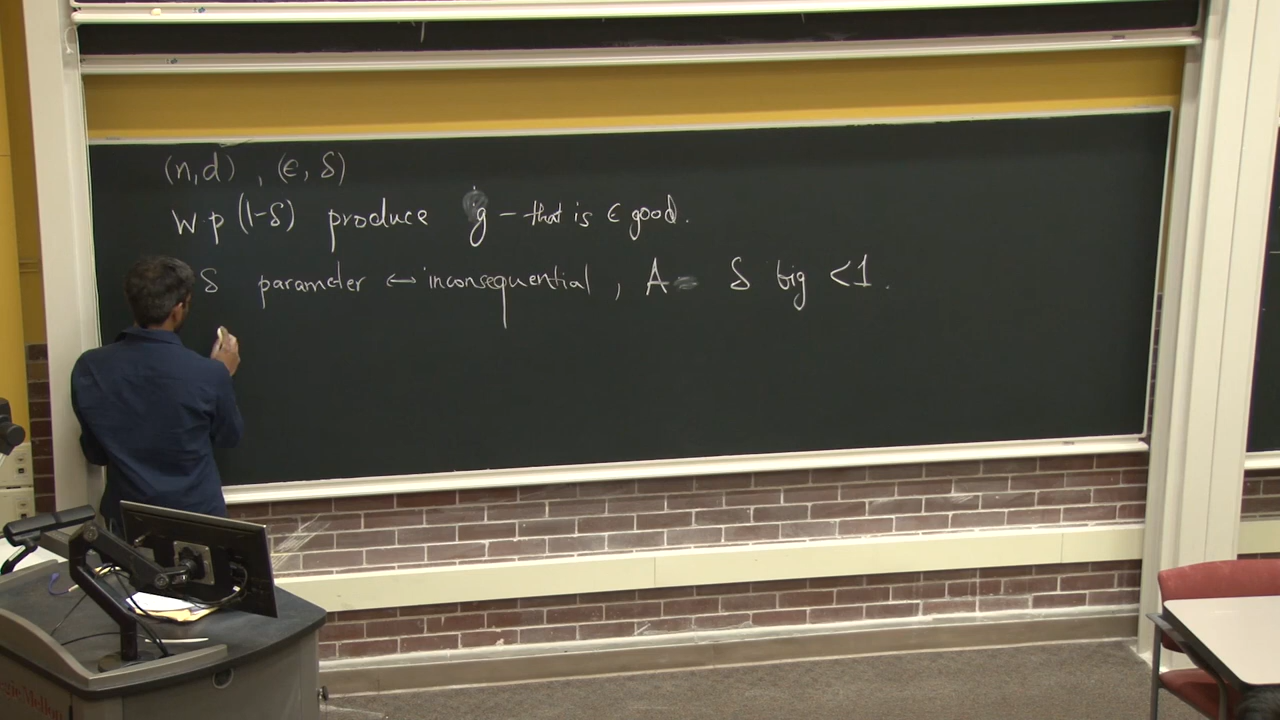 (n,d) , (ϵ, δ)
w.p (1-δ) produce g - that is ϵ good.
δ parameter ↔ inconsequential , A = δ big <1.